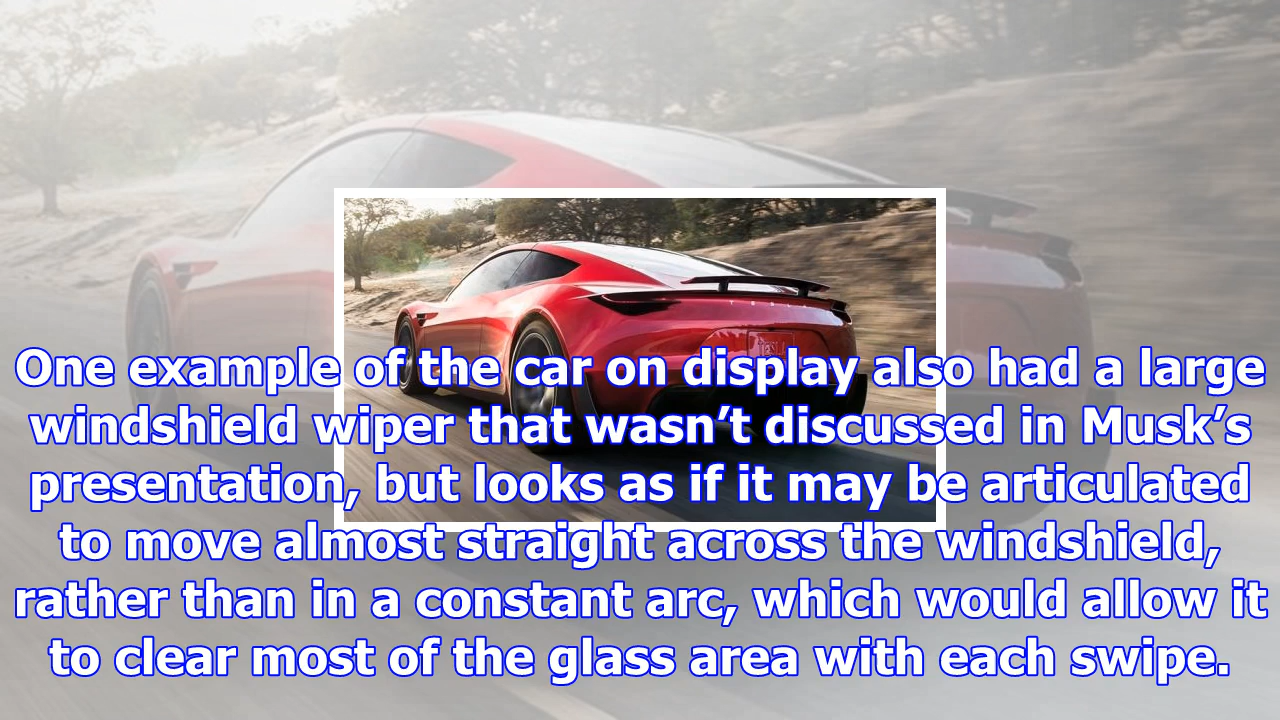 TESLA
One example of the car on display also had a large
windshield wiper that wasn’t discussed in Musk’s
presentation, but looks as if it may be articulated
to move almost straight across the windshield,
rather than in a constant arc, which would allow it
to clear most of the glass area with each swipe.